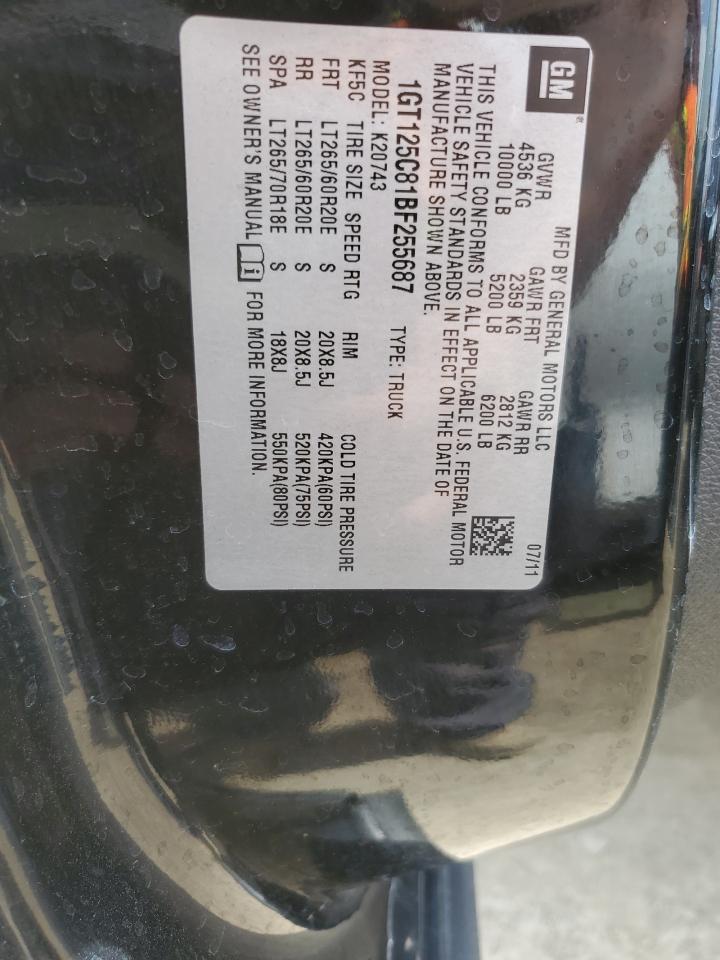 GM
MFD BY GENERAL MOTORS LLC 07/11
GVWR GAWR FRT GAWR RR
4536 KG 2359 KG 2812 KG
10000 LB 5200 LB 6200 LB
THIS VEHICLE CONFORMS TO ALL APPLICABLE U.S. FEDERAL MOTOR
VEHICLE SAFETY STANDARDS IN EFFECT ON THE DATE OF
MANUFACTURE SHOWN ABOVE.
1GT125C81BF255687 TYPE: TRUCK
MODEL: K20743
KF5C TIRE SIZE SPEED RTG RIM COLD TIRE PRESSURE
FRT LT265/60R20E S 20X8.5J 420KPA(60PSI)
RR LT265/60R20E S 20X8.5J 520KPA(75PSI)
SPA LT265/70R18E S 18X8J 550KPA(80PSI)
SEE OWNER'S MANUAL i FOR MORE INFORMATION.